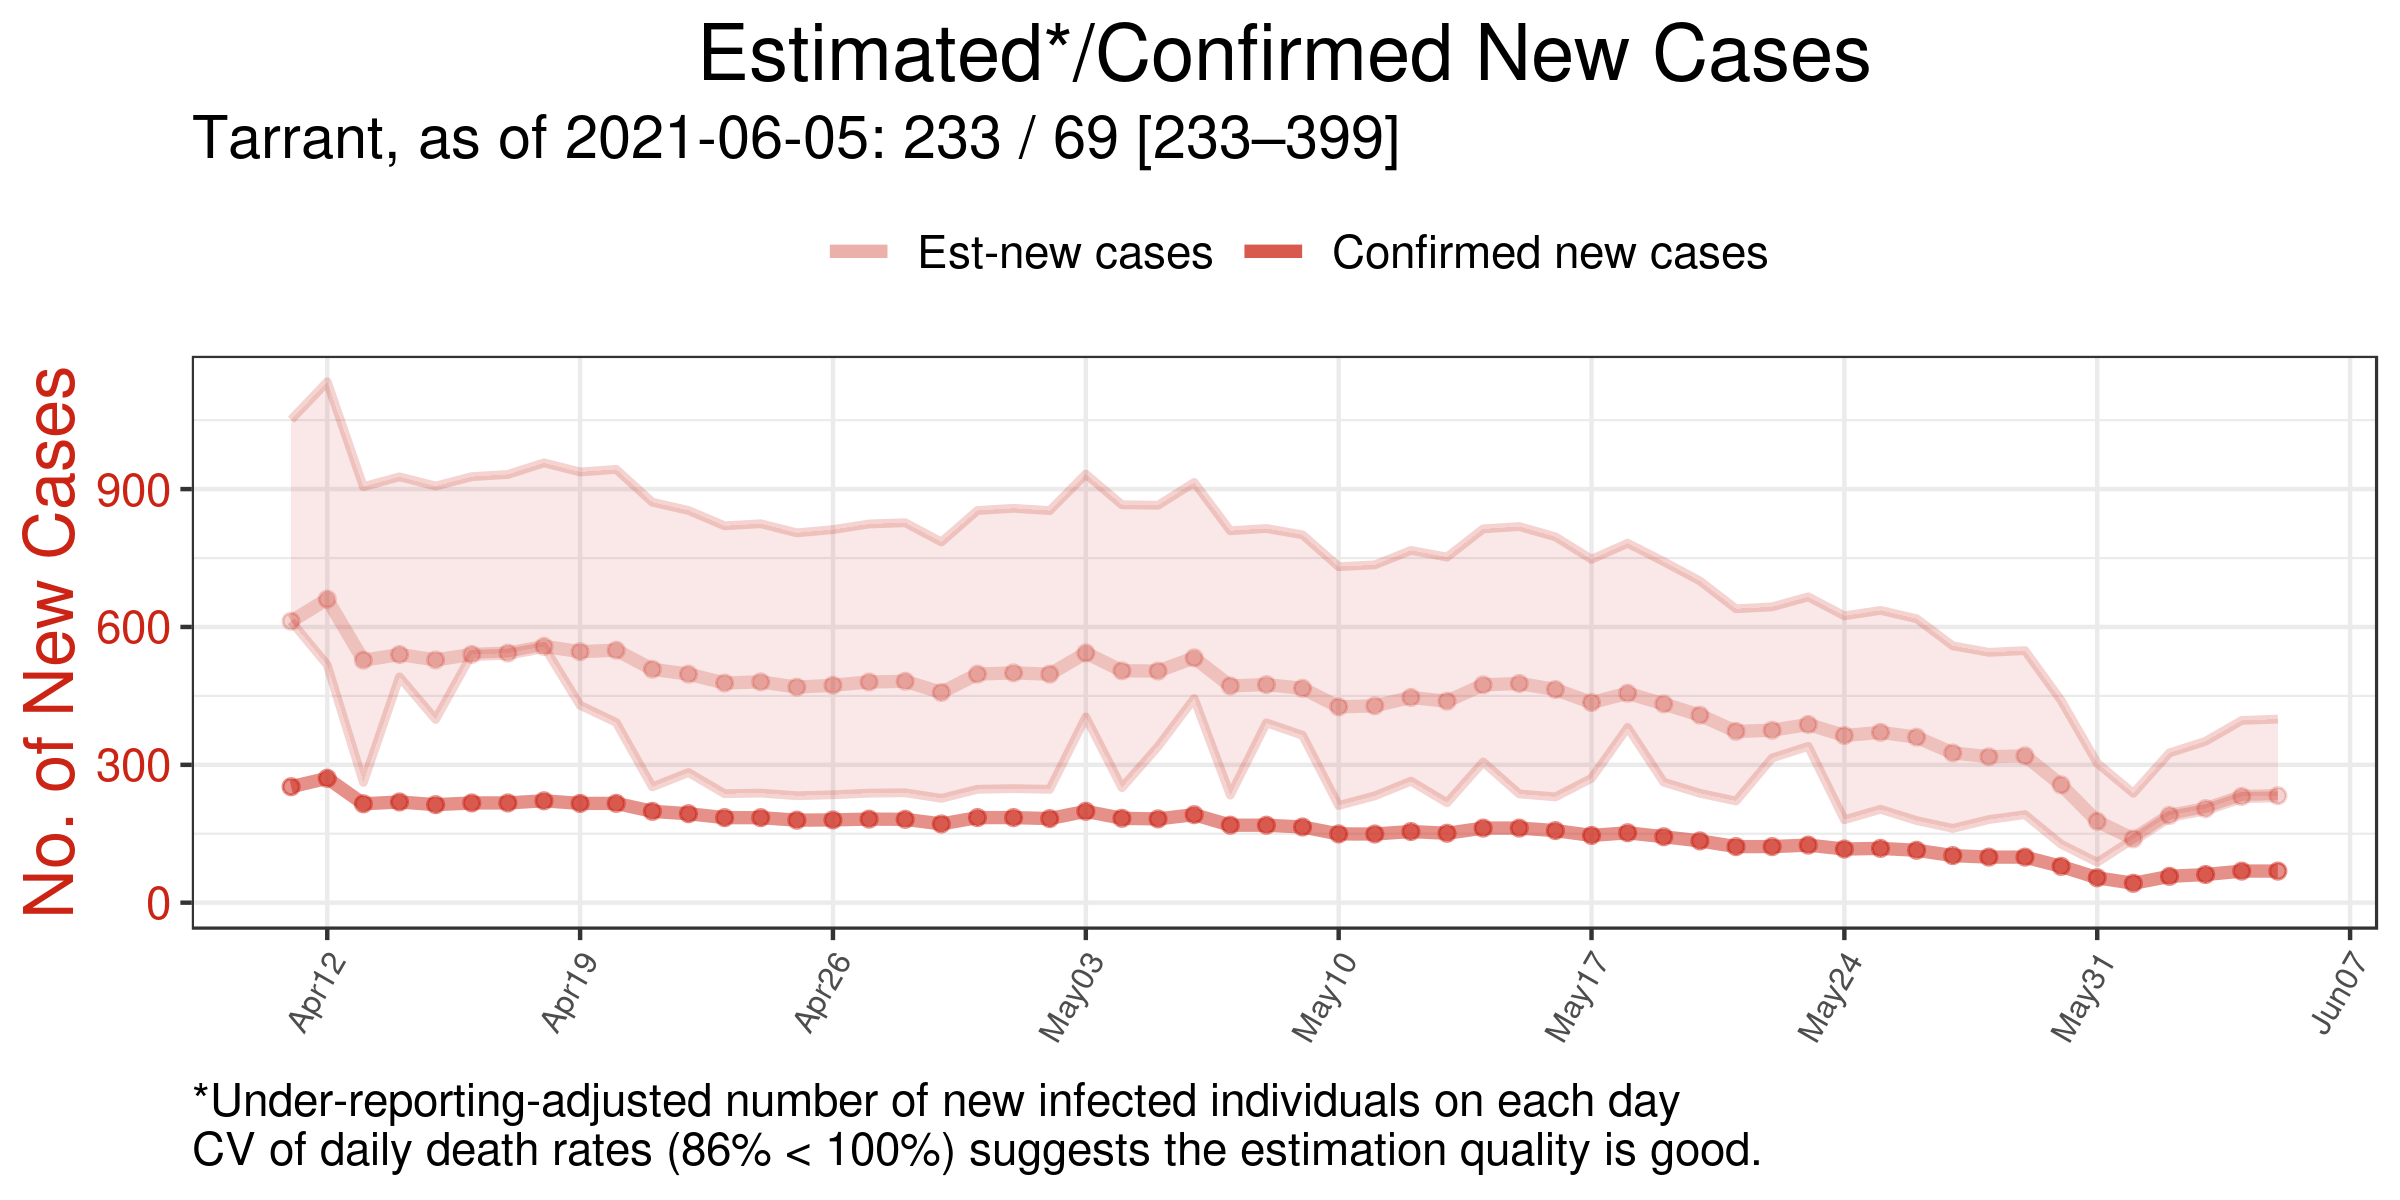 Estimated*/Confirmed New Cases
Tarrant, as of 2021-06-05: 233 / 69 [233–399]
Est-new cases
Confirmed new cases
No. of New Cases
900
600
300
0
Apr12
Apr19
Apr26
May03
May10
May17
May24
May31
Jun07
*Under-reporting-adjusted number of new infected individuals on each day
CV of daily death rates (86% < 100%) suggests the estimation quality is good.